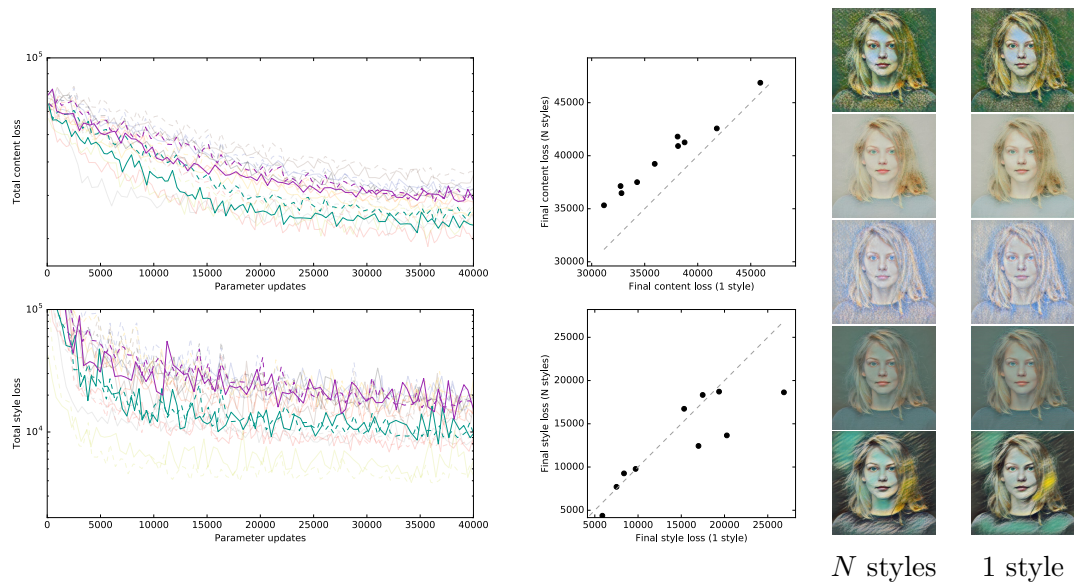 10^5
Total content loss
0 5000 10000 15000 20000 25000 30000 35000 40000
Parameter updates
10^5
10^4
Total style loss
0 5000 10000 15000 20000 25000 30000 35000 40000
Parameter updates
45000
40000
35000
30000
Final content loss (N styles)
30000 35000 40000 45000
Final content loss (1 style)
25000
20000
15000
10000
5000
Final style loss (N styles)
5000 10000 15000 20000 25000
Final style loss (1 style)
N styles
1 style